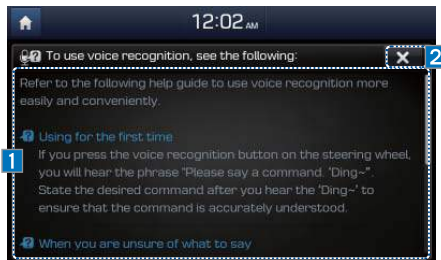 12:02 AM
To use voice recognition, see the following:
2
Refer to the following help guide to use voice recognition more
easily and conveniently.
Using for the first time
1
If you press the voice recognition button on the steering wheel,
you will hear the phrase "Please say a command. 'Ding~".
State the desired command after you hear the 'Ding~' to
ensure that the command is accurately understood.
When you are unsure of what to say